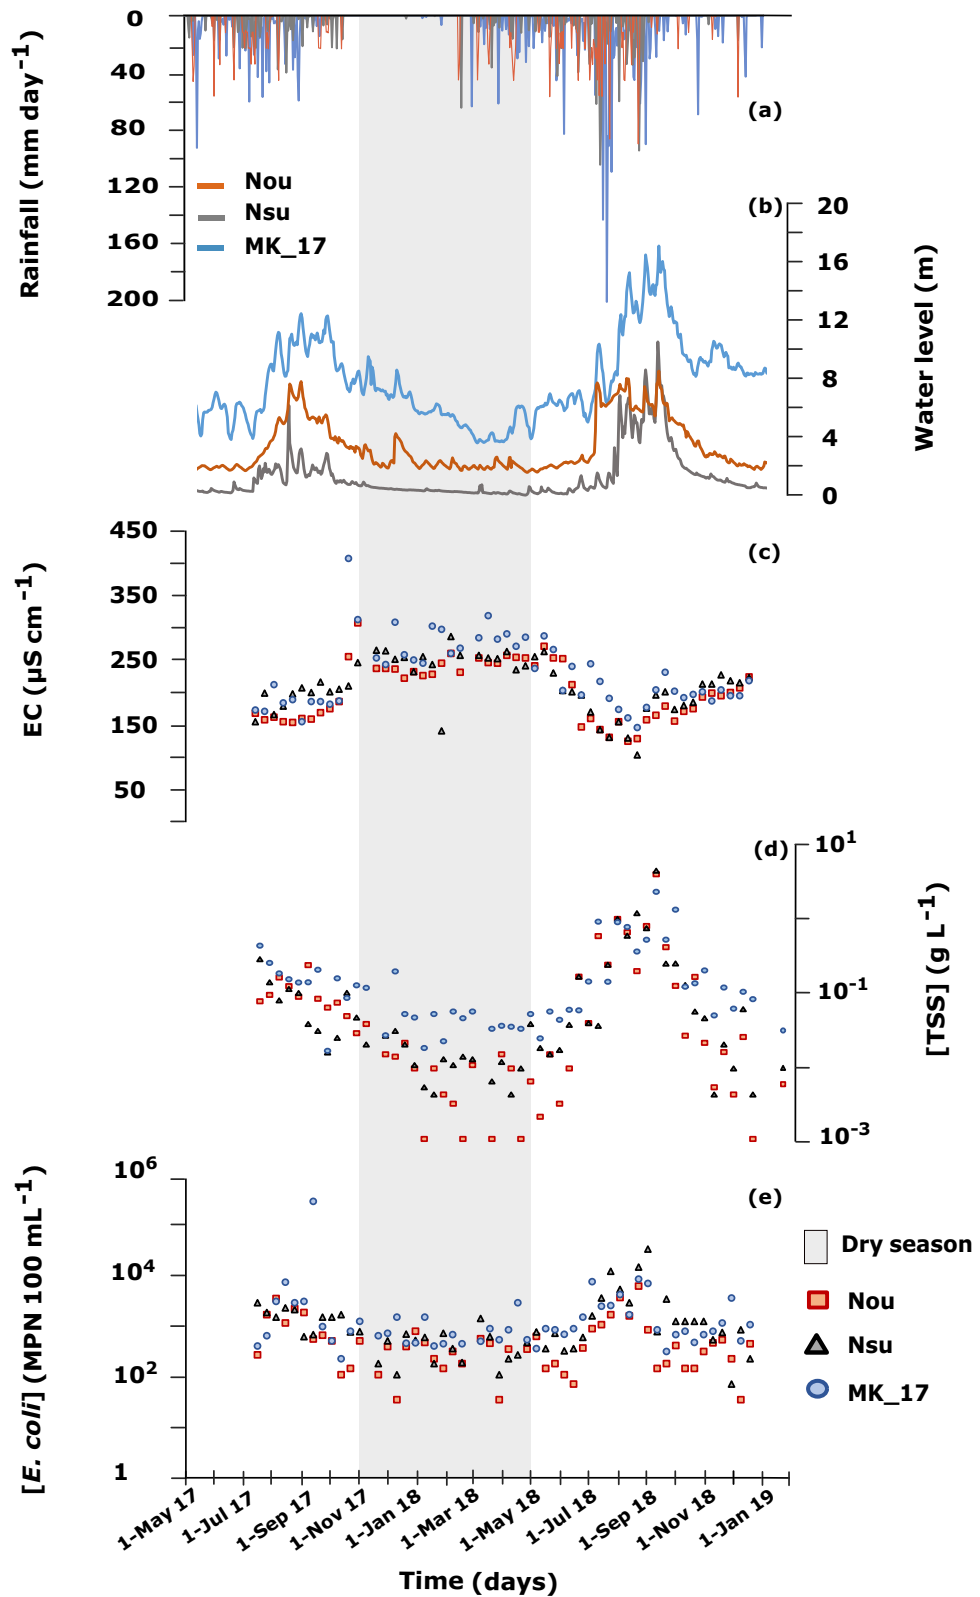 0
40
80
120
160
200
Rainfall (mm day⁻¹)
(a)
Nou
Nsu
MK_17
(b)
20
16
12
8
4
0
Water level (m)
450
350
250
150
50
EC (µS cm⁻¹)
(c)
(d)
10¹
10⁻¹
10⁻³
[TSS] (g L⁻¹)
10⁶
10⁴
10²
1
[E. coli] (MPN 100 mL⁻¹)
(e)
Dry season
Nou
Nsu
MK_17
1-May 17
1-Jul 17
1-Sep 17
1-Nov 17
1-Jan 18
1-Mar 18
1-May 18
1-Jul 18
1-Sep 18
1-Nov 18
1-Jan 19
Time (days)